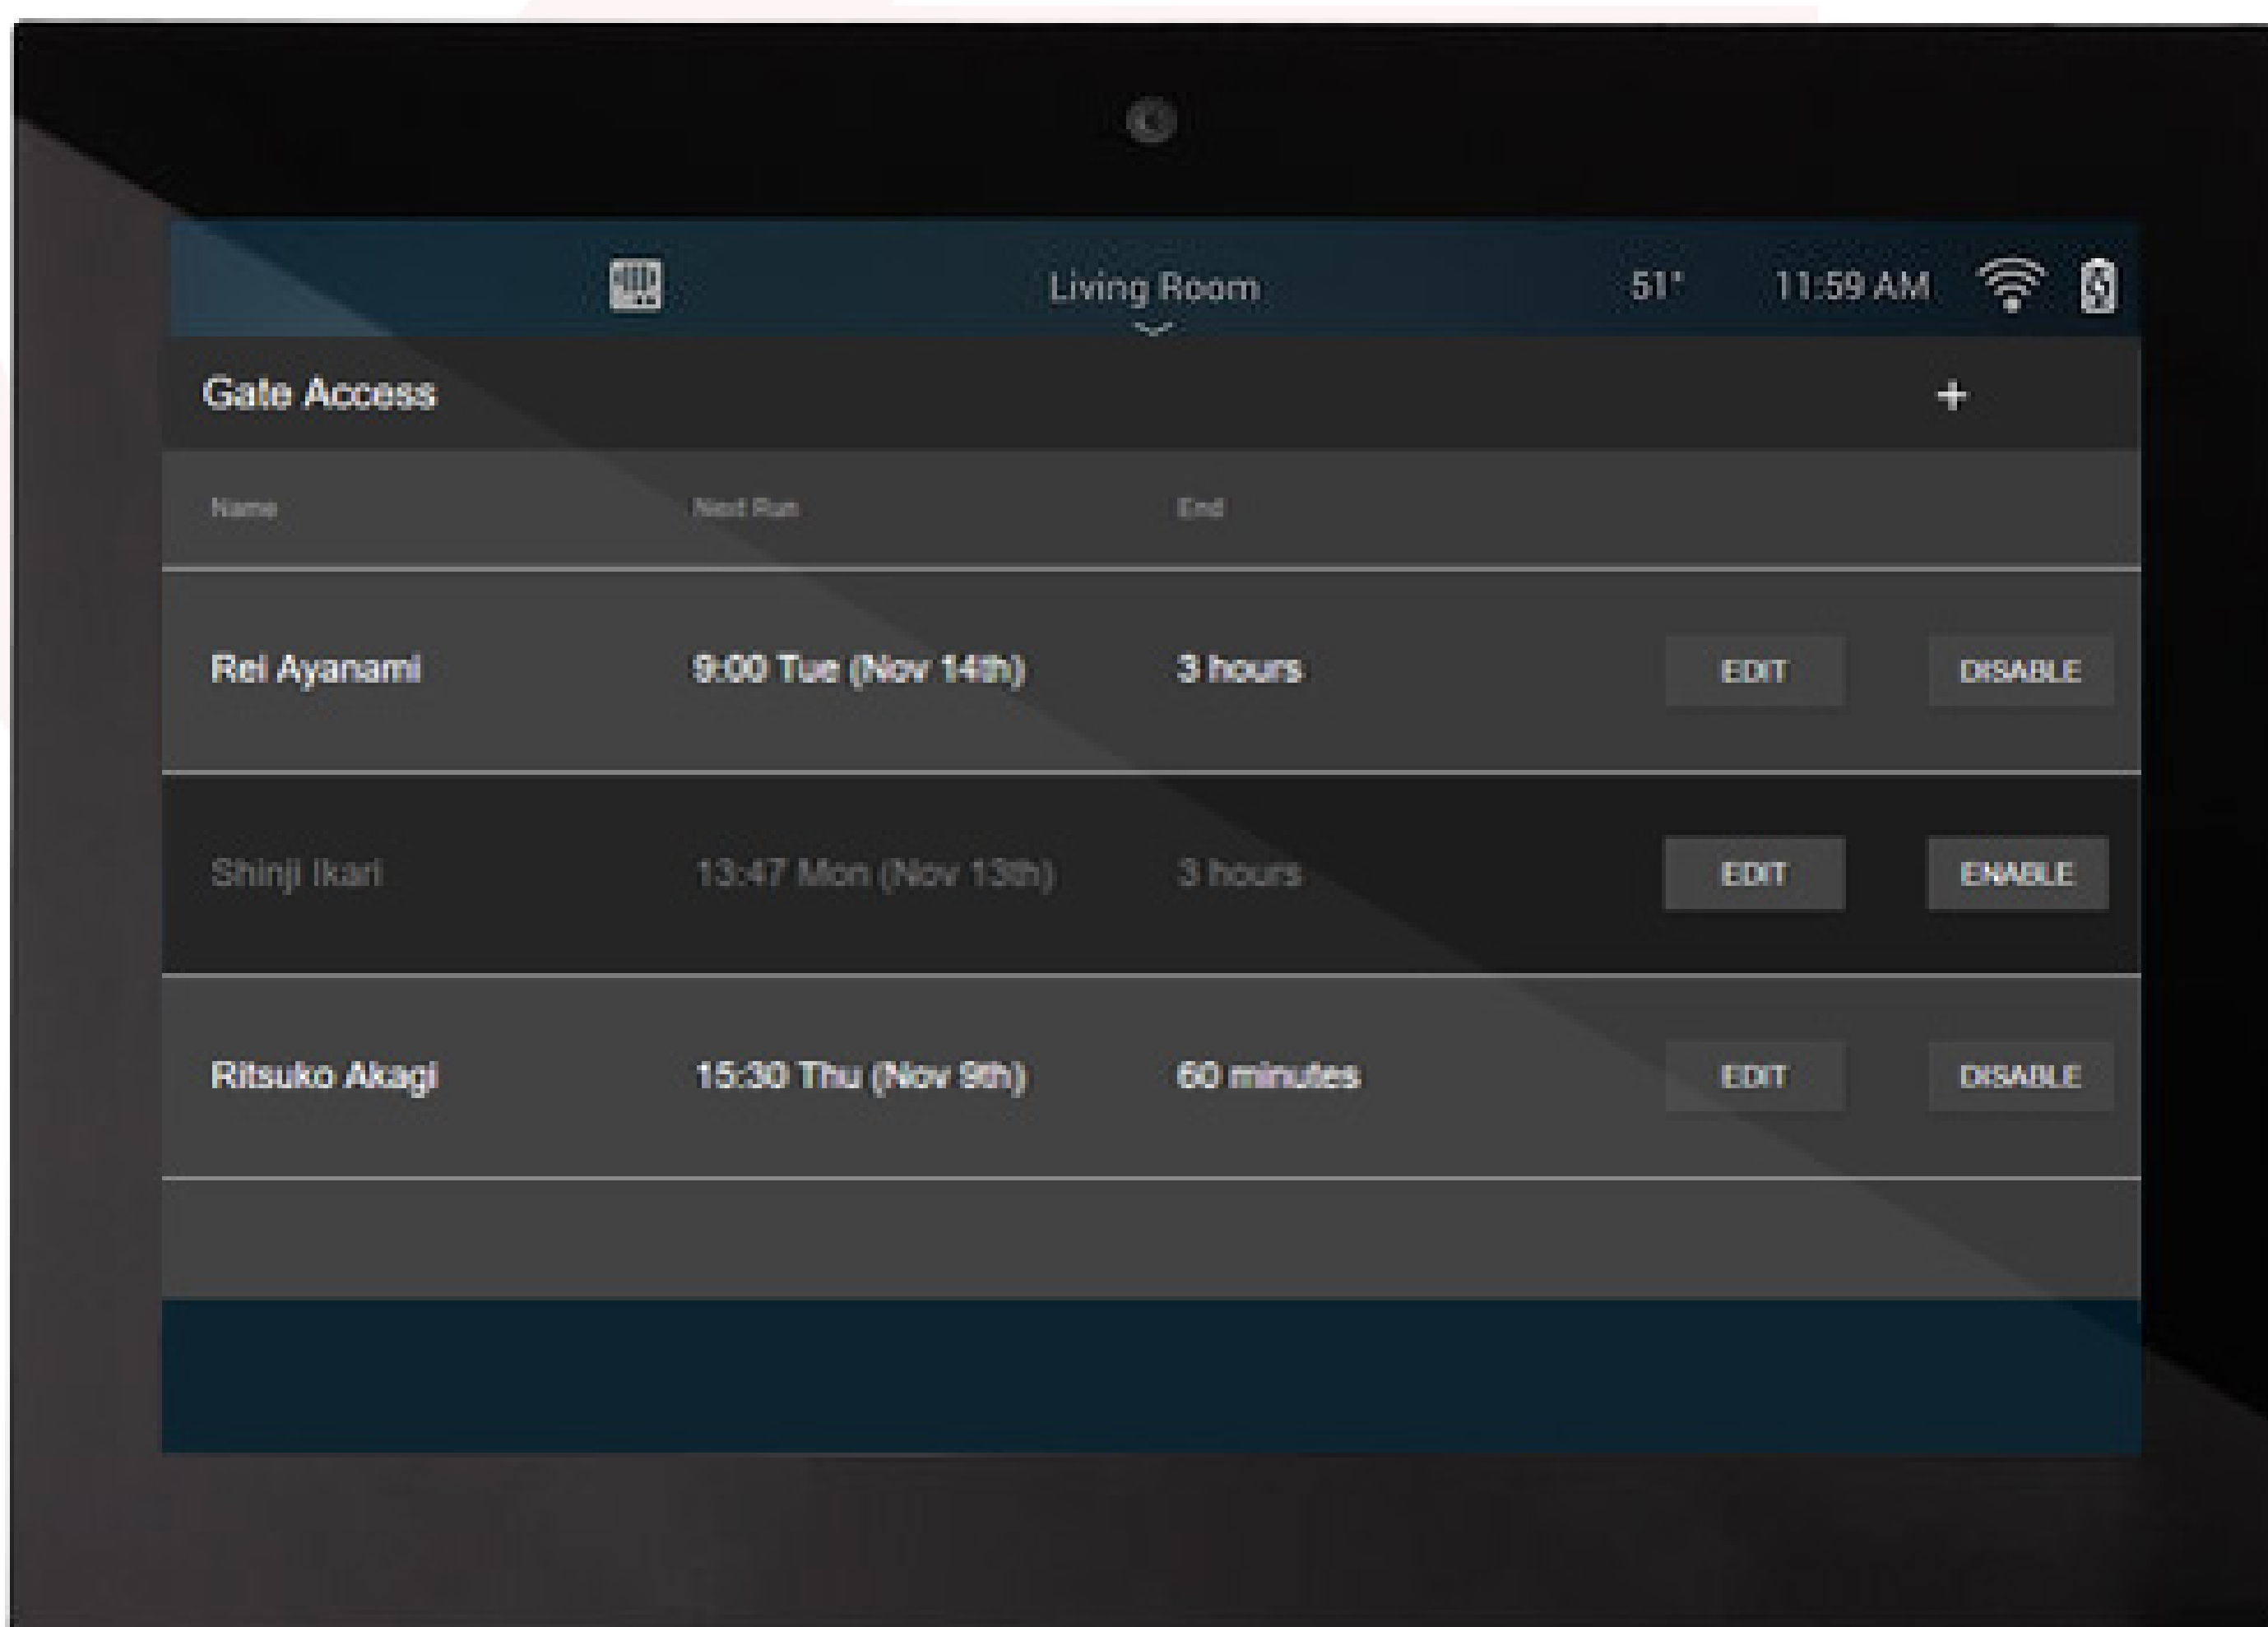 Living Room 51° 11:59 AM
Gate Access +
Name Next Run End
Rei Ayanami 9:00 Tue (Nov 14th) 3 hours EDIT DISABLE
Shinji Ikari 13:47 Mon (Nov 13th) 3 hours EDIT ENABLE
Ritsuko Akagi 15:30 Thu (Nov 9th) 60 minutes EDIT DISABLE